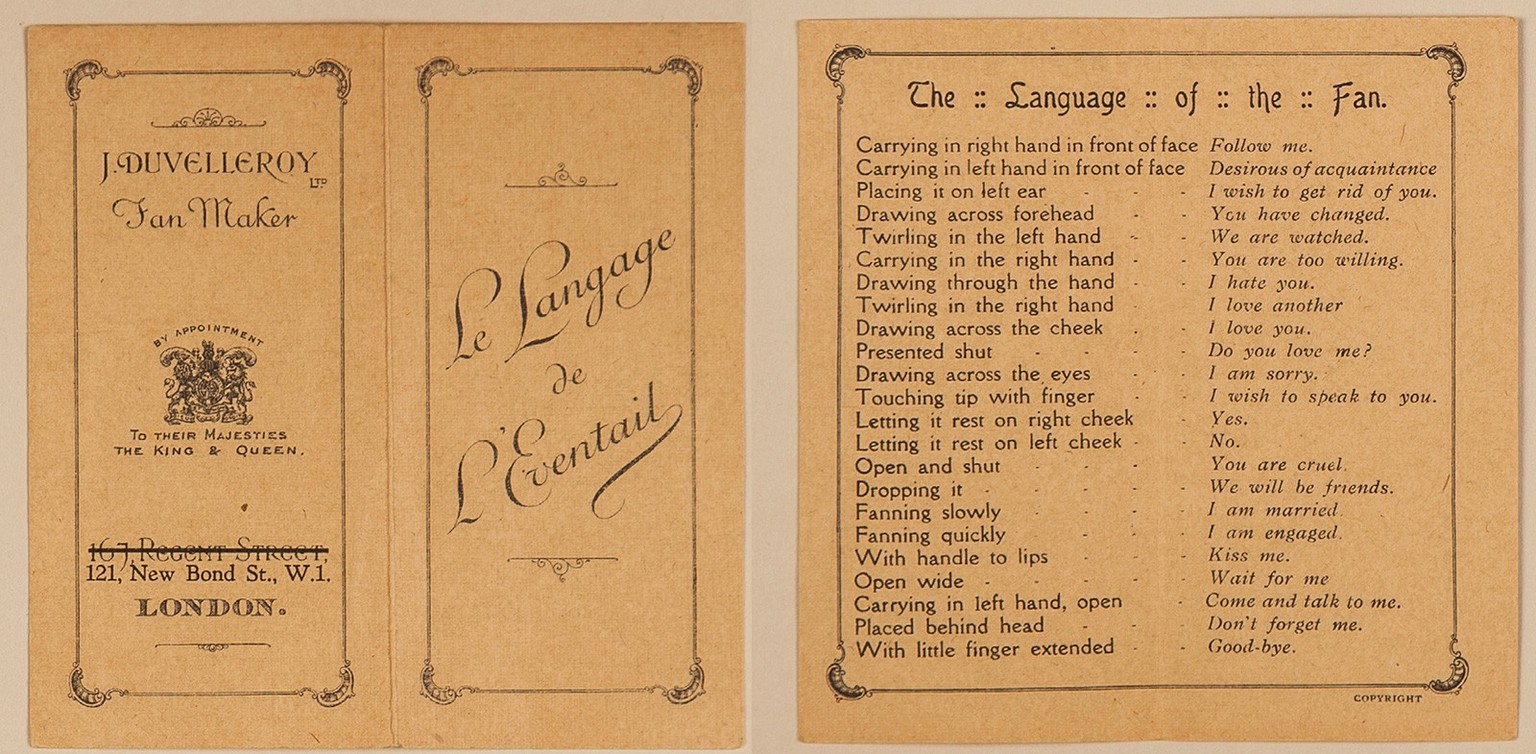 J. DUVELLEROY
LTD
Fan Maker
BY APPOINTMENT
TO THEIR MAJESTIES
THE KING & QUEEN.
167, REGENT STREET,
121, New Bond St., W.1.
LONDON.
Le Langage
de
L'Eventail
The :: Language :: of :: the :: Fan.
Carrying in right hand in front of face Follow me.
Carrying in left hand in front of face Desirous of acquaintance
Placing it on left ear - - - I wish to get rid of you.
Drawing across forehead - - You have changed.
Twirling in the left hand - - We are watched.
Carrying in the right hand - - You are too willing.
Drawing through the hand - - I hate you.
Twirling in the right hand - - I love another
Drawing across the cheek - - I love you.
Presented shut - - - - Do you love me?
Drawing across the eyes - - I am sorry.
Touching tip with finger - - I wish to speak to you.
Letting it rest on right cheek - Yes.
Letting it rest on left cheek - - No.
Open and shut - - - - You are cruel.
Dropping it - - - - - We will be friends.
Fanning slowly - - - - I am married.
Fanning quickly - - - I am engaged.
With handle to lips - - - Kiss me.
Open wide - - - - - Wait for me
Carrying in left hand, open - Come and talk to me.
Placed behind head - - - Don't forget me.
With little finger extended - - Good-bye.
COPYRIGHT